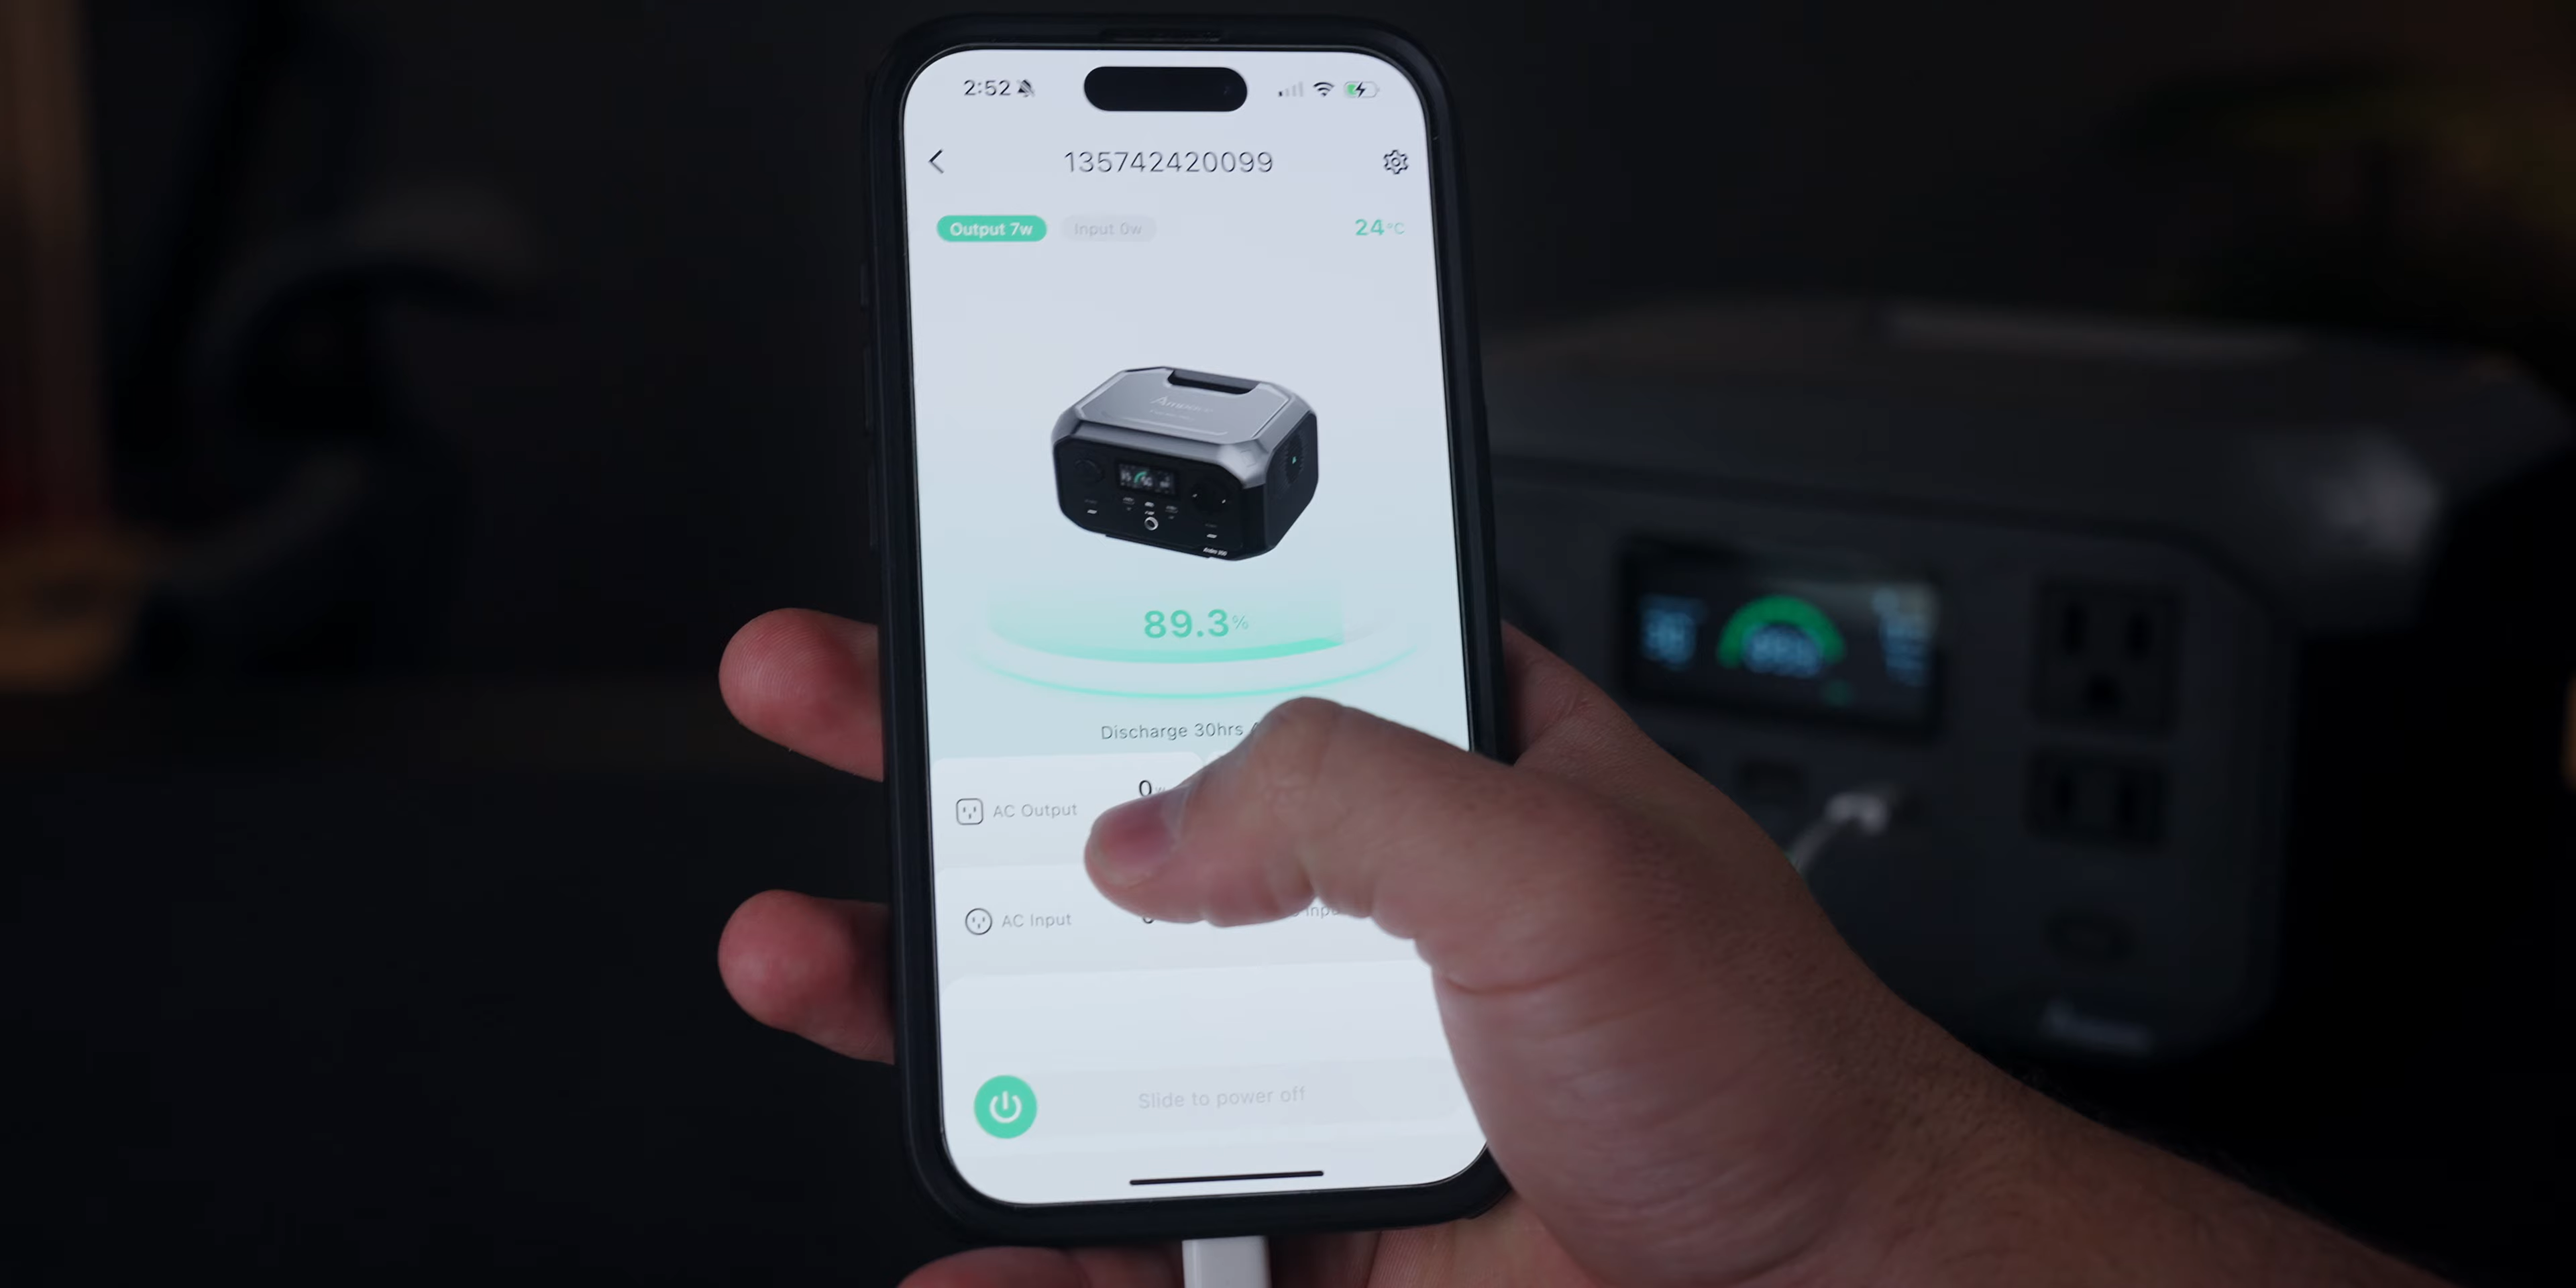 2:52
135742420099
Output 7w Input 0w 24°C
89.3%
Discharge 30hrs
0w
AC Output
AC Input
Slide to power off